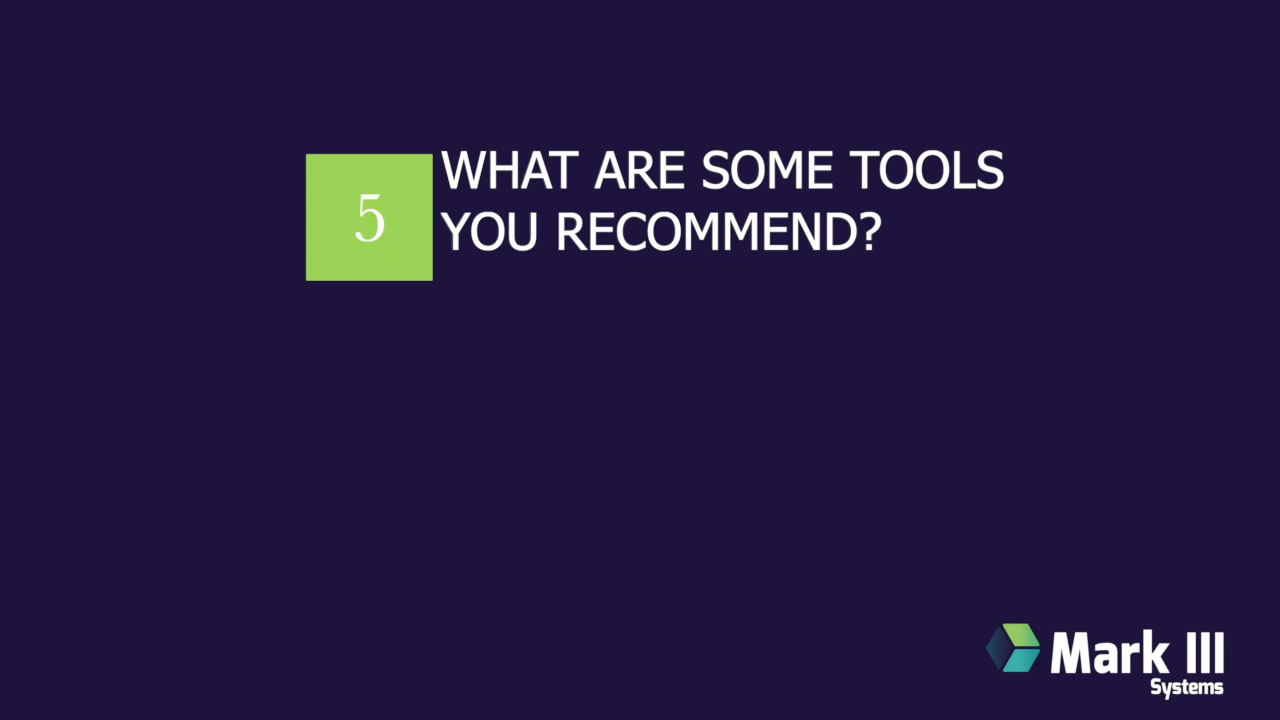 5
WHAT ARE SOME TOOLS
YOU RECOMMEND?
Mark III
Systems